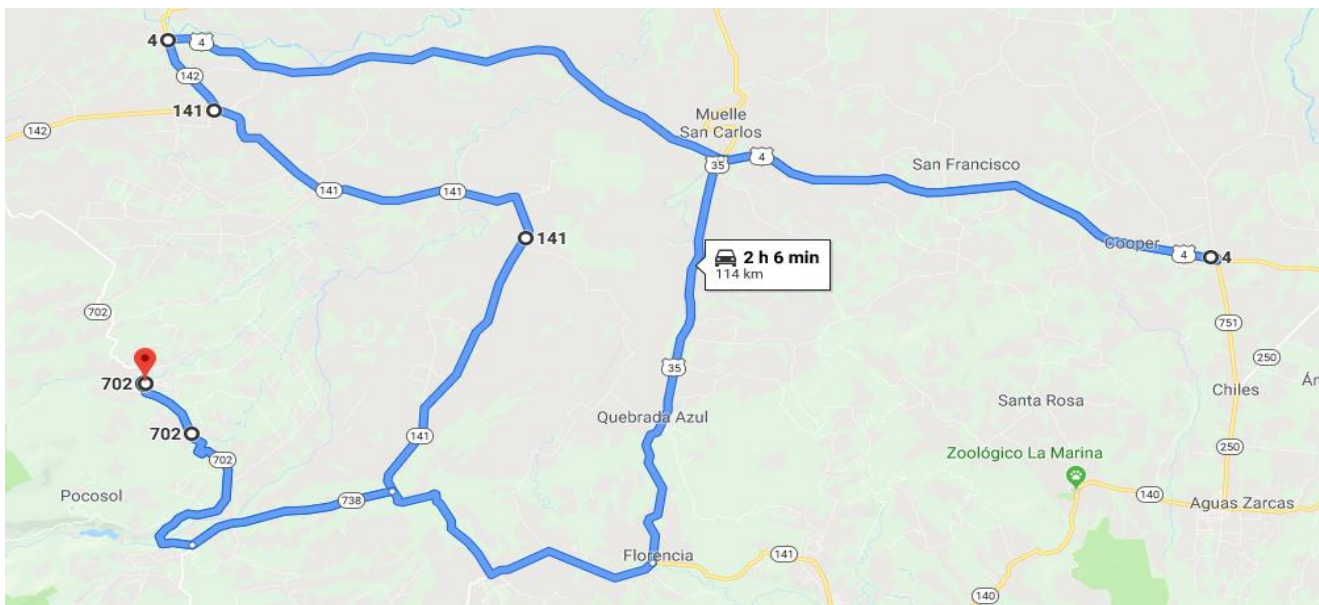 4
4
142
141
142
Muelle
San Carlos
35
4
San Francisco
141
141
141
Cooper
4
4
2 h 6 min
114 km
702
751
250
702
35
Chiles
Án
Santa Rosa
Quebrada Azul
702
141
250
702
Zoológico La Marina
Pocosol
738
140
Aguas Zarcas
Florencia
141
140